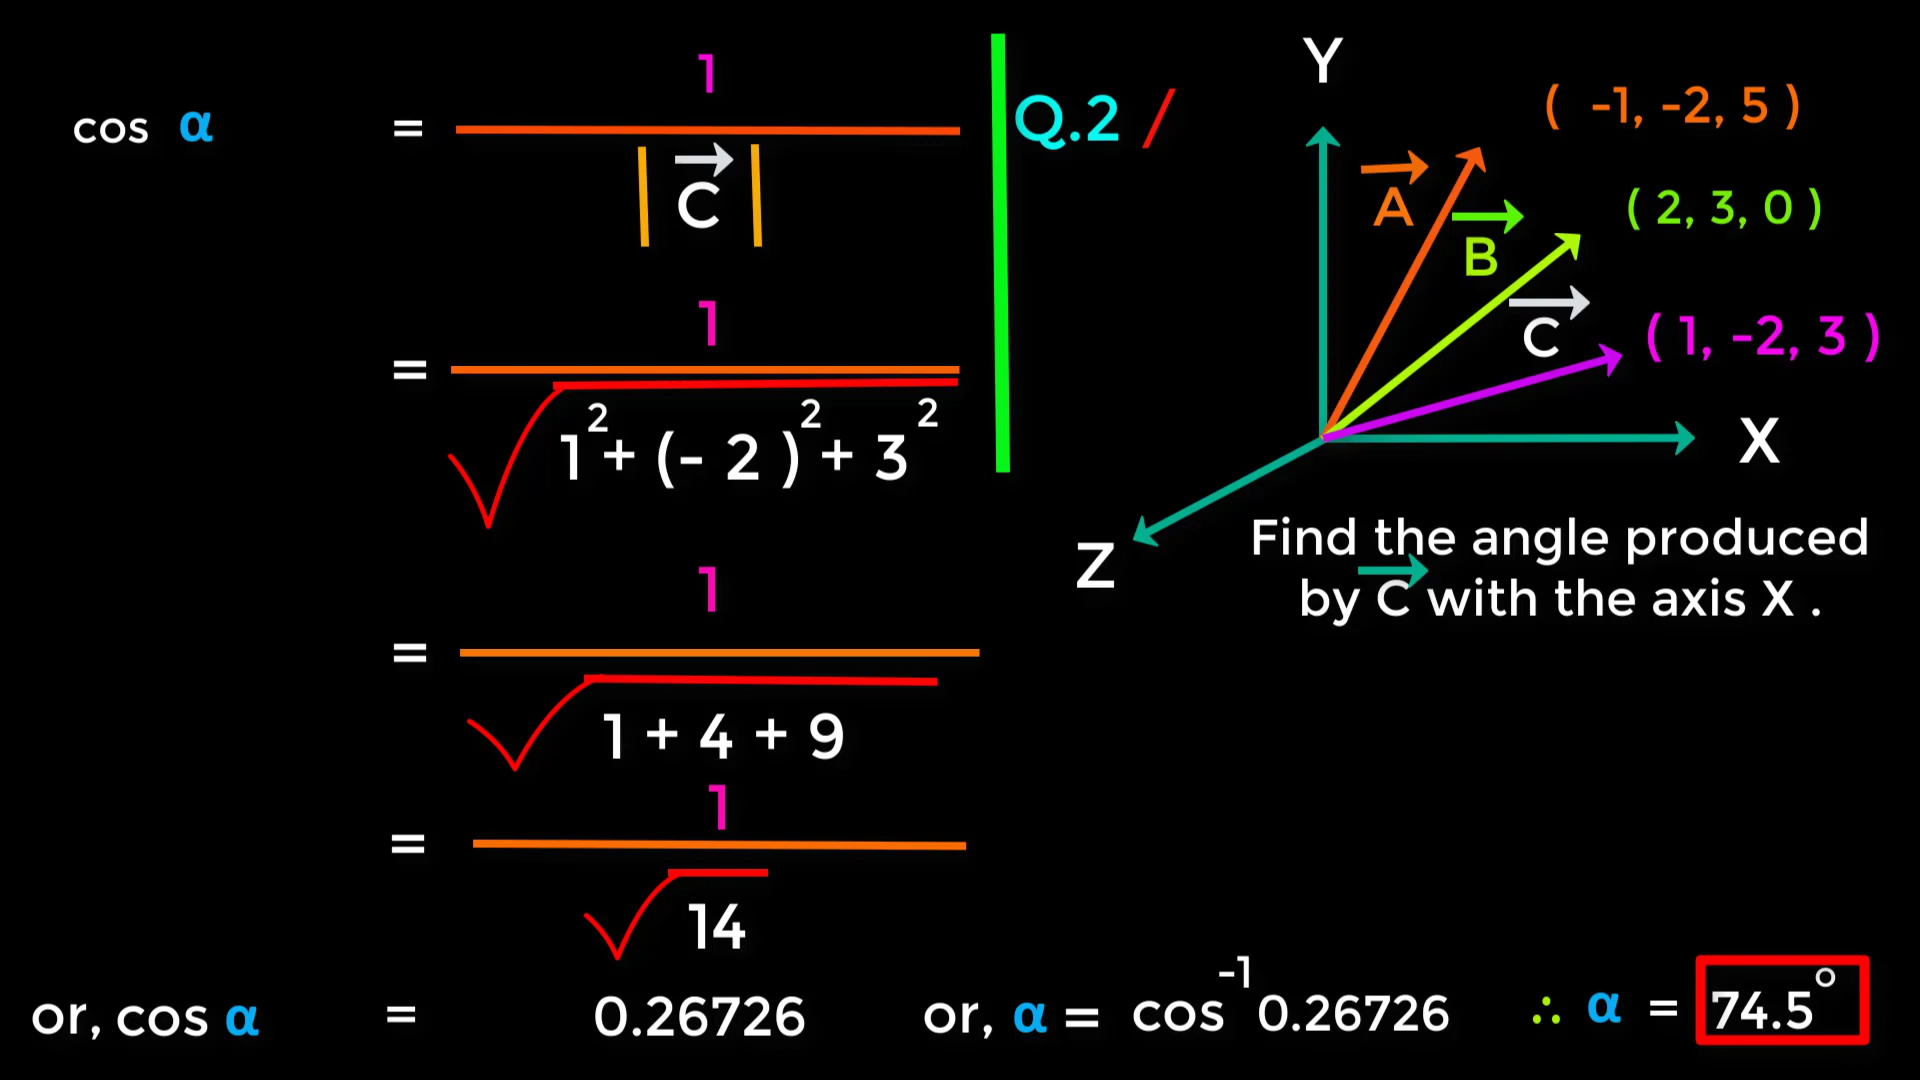 cos α = 1
| C |
= 1
√ 1² + (- 2 )² + 3²
= 1
√ 1 + 4 + 9
= 1
√ 14
or, cos α = 0.26726
Q.2 /
Y
( -1, -2, 5 )
A
( 2, 3, 0 )
B
C ( 1, -2, 3 )
X
Z
Find the angle produced
by C with the axis X .
or, α = cos⁻¹ 0.26726 ∴ α = 74.5°